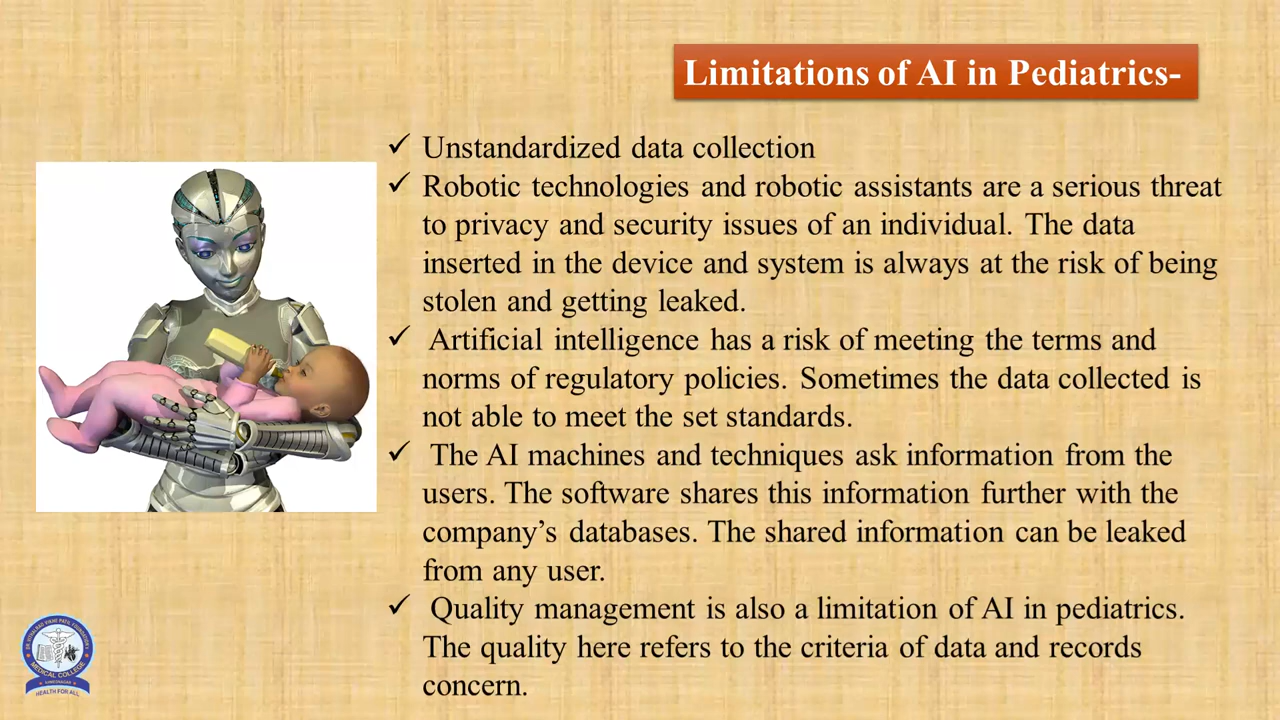 Limitations of AI in Pediatrics-
✓ Unstandardized data collection
✓ Robotic technologies and robotic assistants are a serious threat
to privacy and security issues of an individual. The data
inserted in the device and system is always at the risk of being
stolen and getting leaked.
✓ Artificial intelligence has a risk of meeting the terms and
norms of regulatory policies. Sometimes the data collected is
not able to meet the set standards.
✓ The AI machines and techniques ask information from the
users. The software shares this information further with the
company’s databases. The shared information can be leaked
from any user.
✓ Quality management is also a limitation of AI in pediatrics.
The quality here refers to the criteria of data and records
concern.
MEDICAL COLLEGE
HEALTH FOR ALL